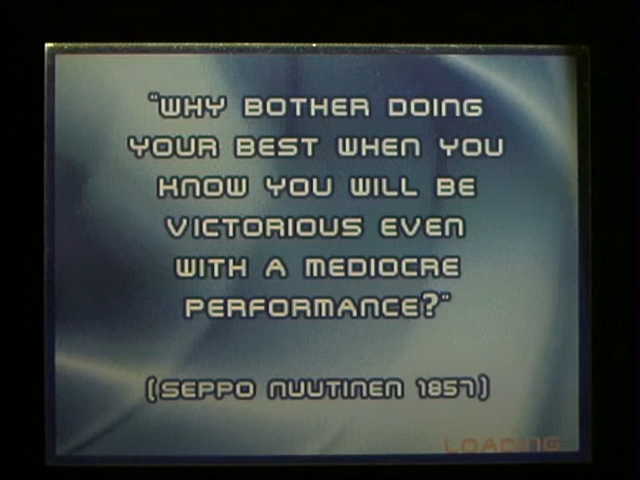 "WHY BOTHER DOING
YOUR BEST WHEN YOU
KNOW YOU WILL BE
VICTORIOUS EVEN
WITH A MEDIOCRE
PERFORMANCE?"
(SEPPO NUUTINEN 1857)
LOADING